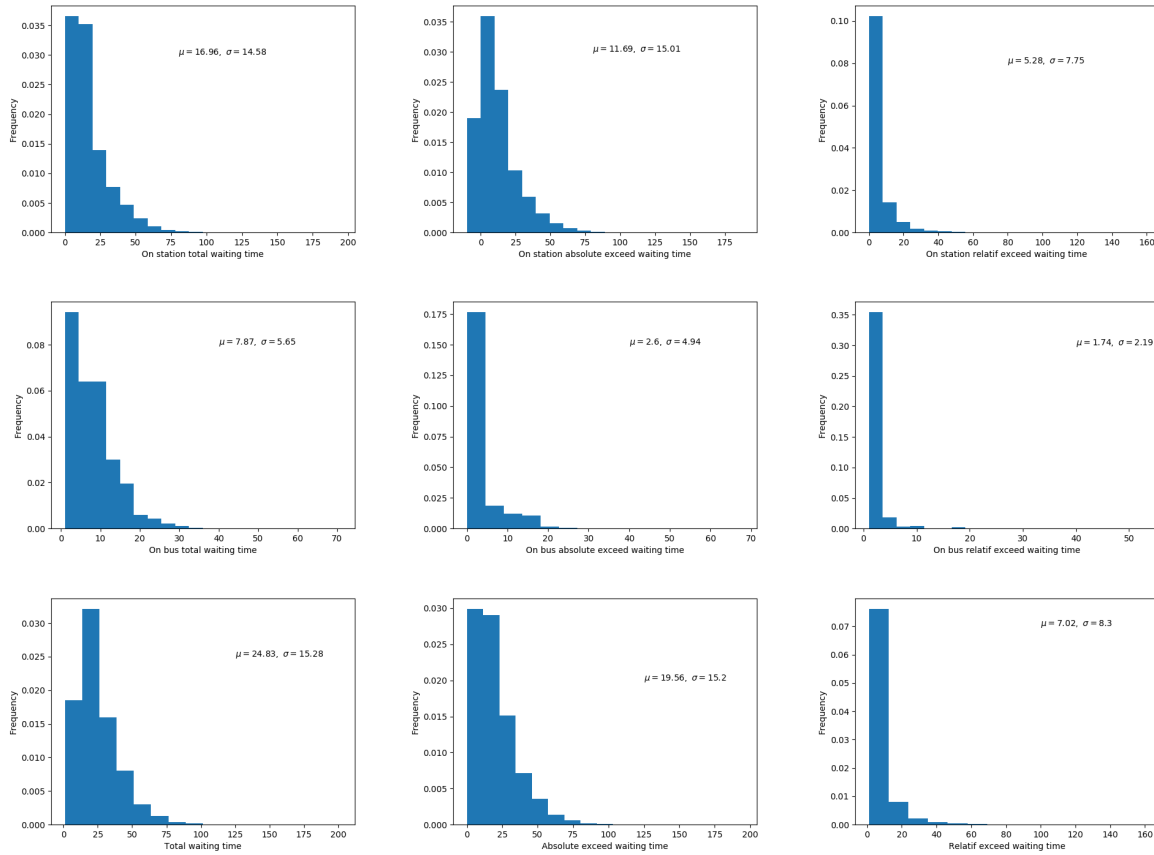 0.035
0.030
0.025
0.020
0.015
0.010
0.005
0.000
Frequency
μ = 16.96, σ = 14.58
0 25 50 75 100 125 150 175 200
On station total waiting time
0.035
0.030
0.025
0.020
0.015
0.010
0.005
0.000
Frequency
μ = 11.69, σ = 15.01
0 25 50 75 100 125 150 175
On station absolute exceed waiting time
0.10
0.08
0.06
0.04
0.02
0.00
Frequency
μ = 5.28, σ = 7.75
0 20 40 60 80 100 120 140 160
On station relatif exceed waiting time
0.08
0.06
0.04
0.02
0.00
Frequency
μ = 7.87, σ = 5.65
0 10 20 30 40 50 60 70
On bus total waiting time
0.175
0.150
0.125
0.100
0.075
0.050
0.025
0.000
Frequency
μ = 2.6, σ = 4.94
0 10 20 30 40 50 60 70
On bus absolute exceed waiting time
0.35
0.30
0.25
0.20
0.15
0.10
0.05
0.00
Frequency
μ = 1.74, σ = 2.19
0 10 20 30 40 50
On bus relatif exceed waiting time
0.030
0.025
0.020
0.015
0.010
0.005
0.000
Frequency
μ = 24.83, σ = 15.28
0 25 50 75 100 125 150 175 200
Total waiting time
0.030
0.025
0.020
0.015
0.010
0.005
0.000
Frequency
μ = 19.56, σ = 15.2
0 25 50 75 100 125 150 175 200
Absolute exceed waiting time
0.07
0.06
0.05
0.04
0.03
0.02
0.01
0.00
Frequency
μ = 7.02, σ = 8.3
0 20 40 60 80 100 120 140 160
Relatif exceed waiting time